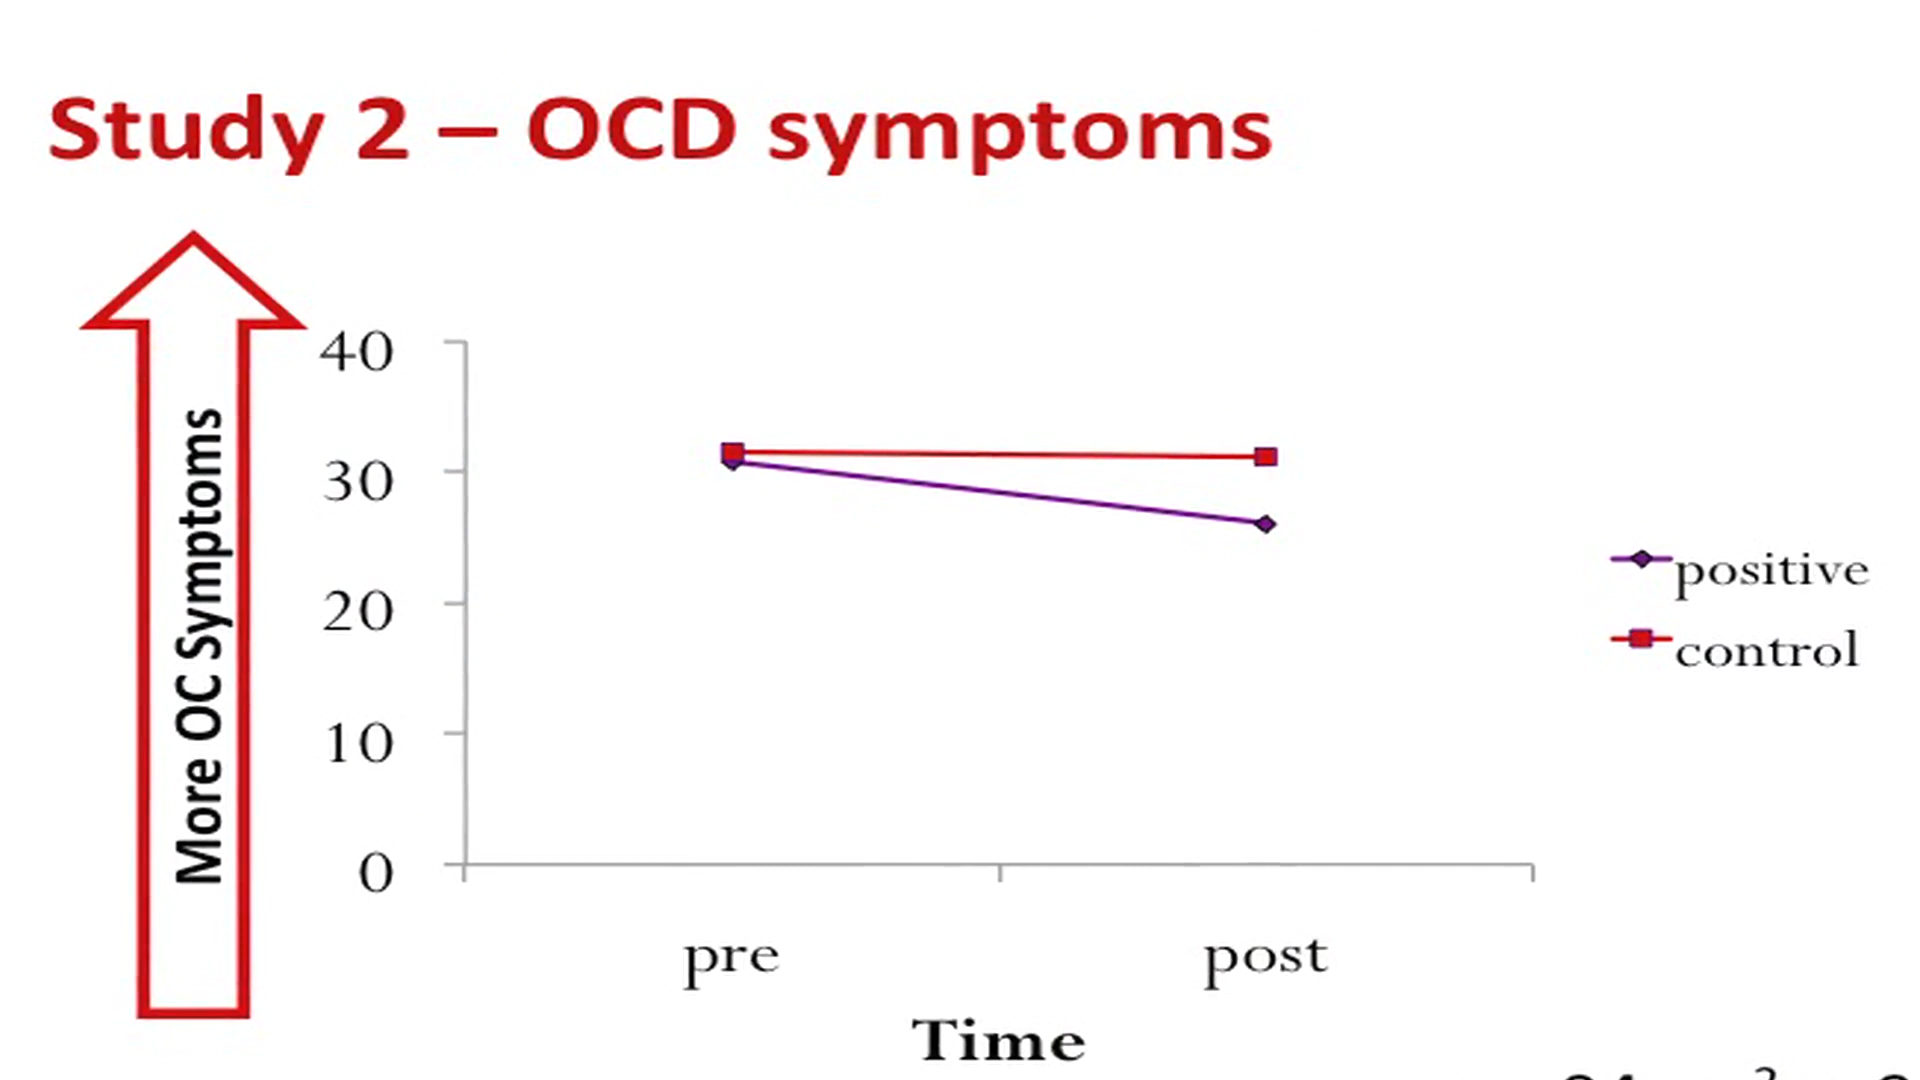 Study 2 – OCD symptoms
More OC Symptoms
40
30
20
10
0
pre post
Time
positive
control